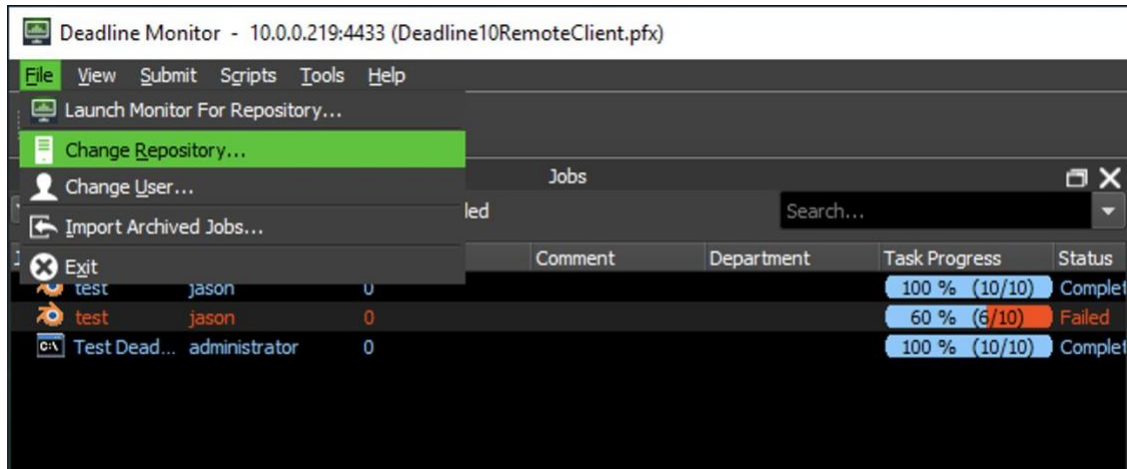 Deadline Monitor - 10.0.0.219:4433 (Deadline10RemoteClient.pfx)
File View Submit Scripts Tools Help
Launch Monitor For Repository...
Change Repository...
Jobs
Change User...
led Search...
Import Archived Jobs...
Exit
Comment Department Task Progress Status
test jason 0 100 % (10/10) Complet
test jason 0 60 % (6/10) Failed
C:\ Test Dead... administrator 0 100 % (10/10) Complet